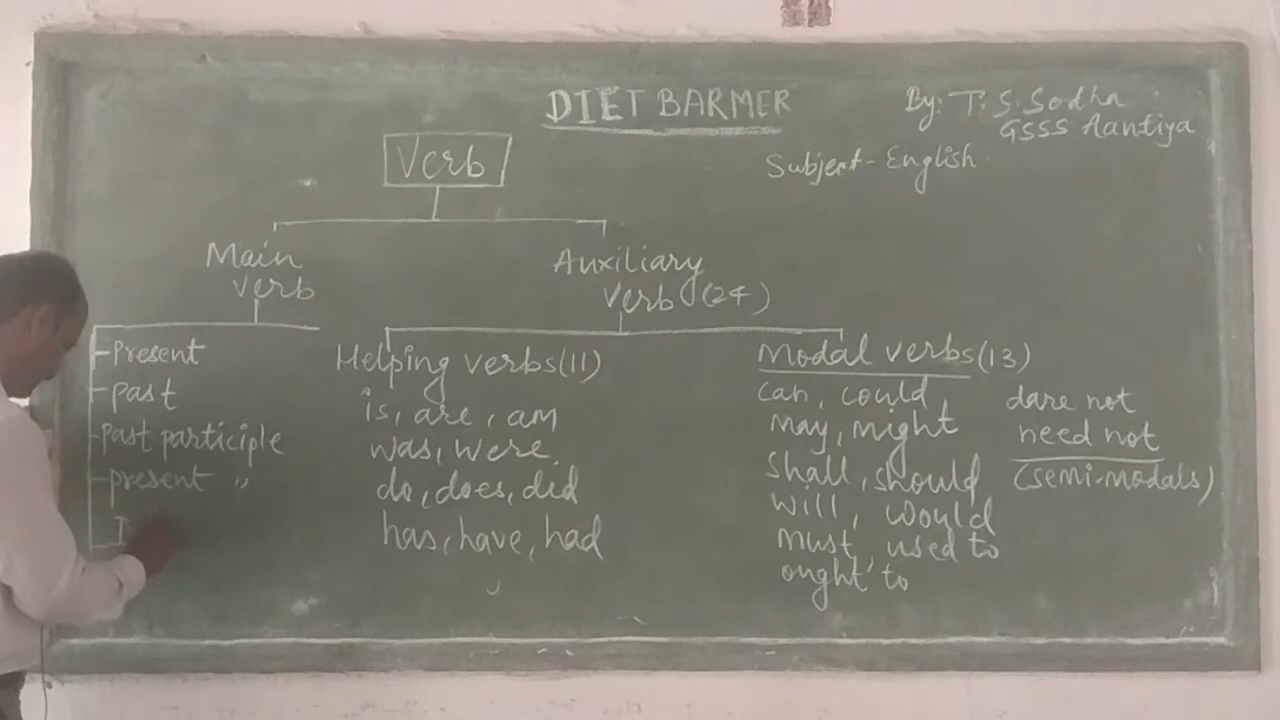 DIET BARMER
By: T. S. Sodha
GSSS Aantiya
Subject - English
Verb
Main
Verb
Auxiliary
Verb (24)
- Present
- past
- Past participle
- present "
Helping verbs (11)
is, are, am
was, were
do, does, did
has, have, had
Modal verbs (13)
can, could,
may, might
shall, should
will, would
must, used to
ought to
dare not
need not
(semi-modals)